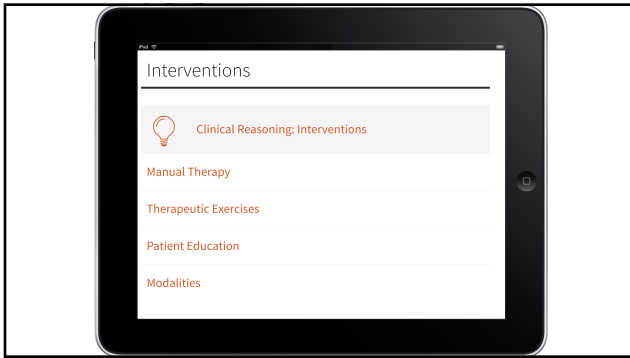 iPad
Interventions
Clinical Reasoning: Interventions
Manual Therapy
Therapeutic Exercises
Patient Education
Modalities